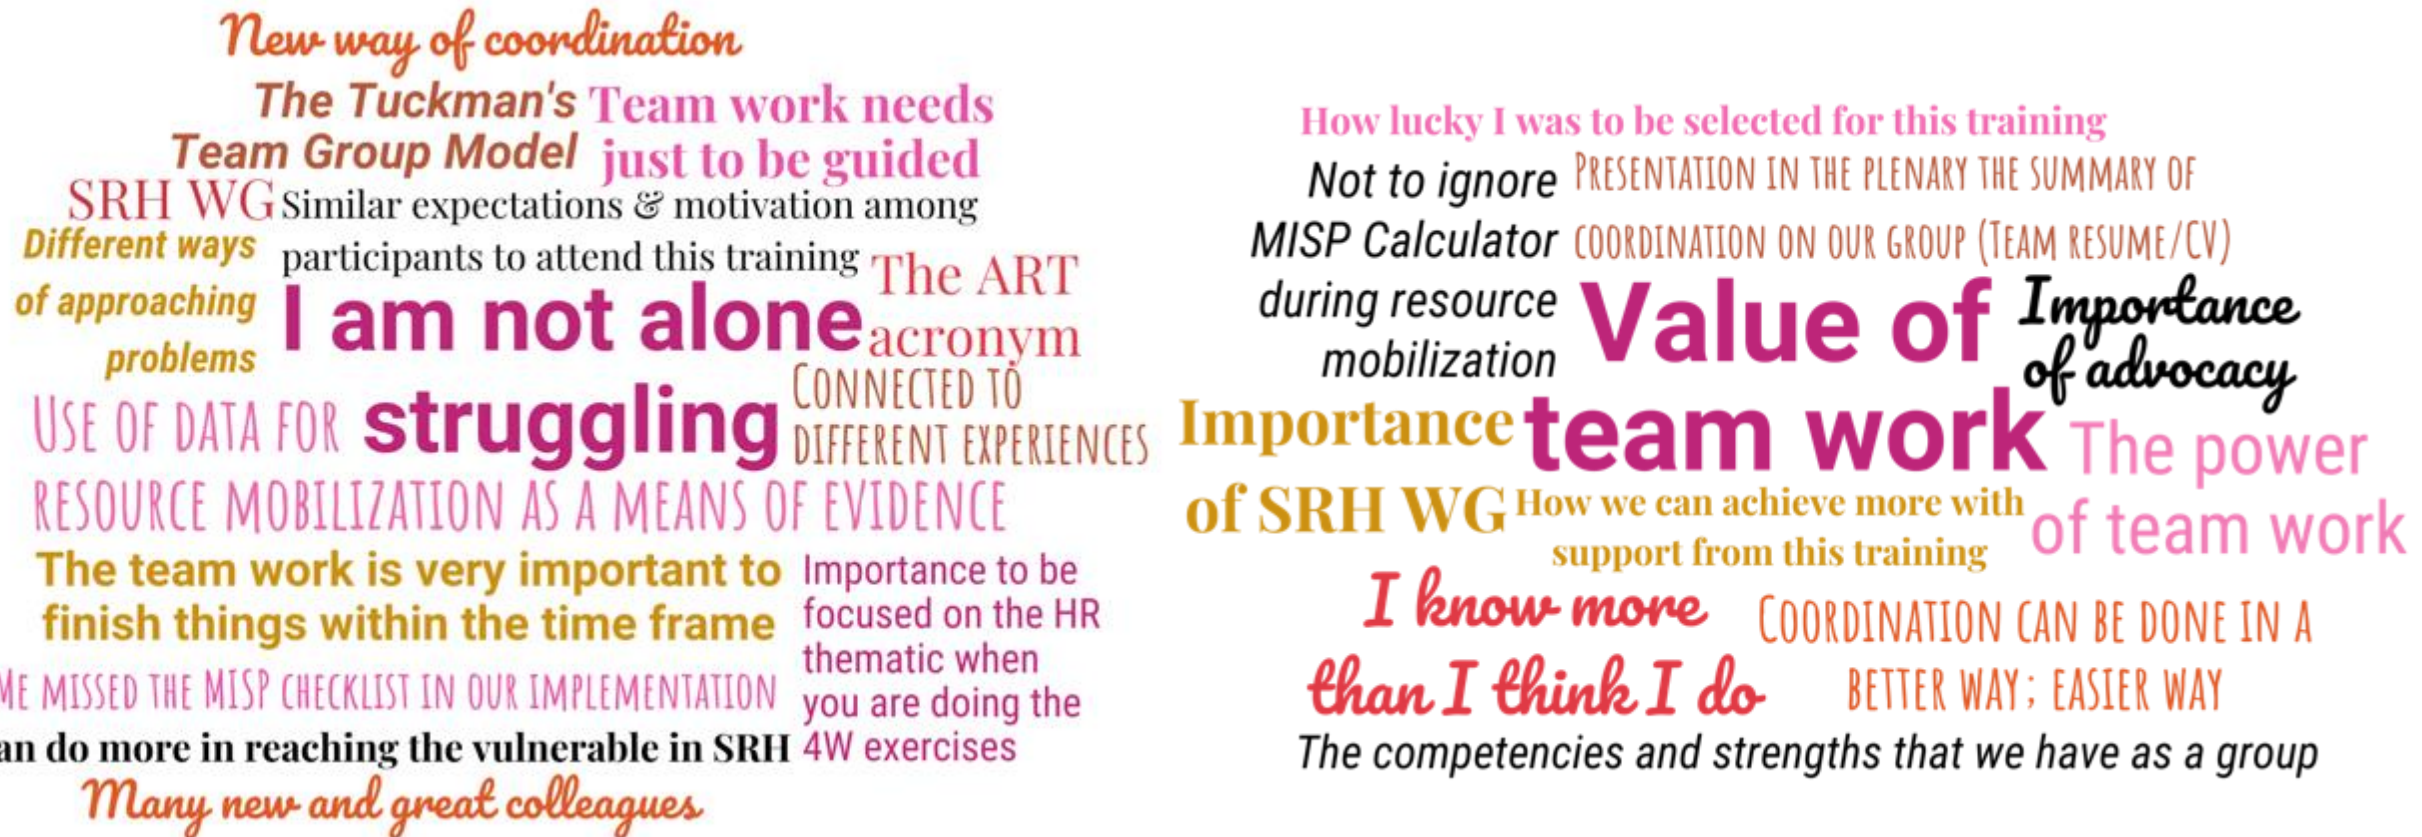 New way of coordination
The Tuckman's
Team Group Model
Team work needs
just to be guided
SRH WG
Similar expectations & motivation among
participants to attend this training
Different ways
of approaching
problems
The ART
acronym
I am not alone
struggling
CONNECTED TO
DIFFERENT EXPERIENCES
USE OF DATA FOR
RESOURCE MOBILIZATION AS A MEANS OF EVIDENCE
The team work is very important to
finish things within the time frame
Importance to be
focused on the HR
thematic when
you are doing the
4W exercises
MISSED THE MISP CHECKLIST IN OUR IMPLEMENTATION
do more in reaching the vulnerable in SRH
Many new and great colleagues
How lucky I was to be selected for this training
Not to ignore
MISP Calculator
during resource
mobilization
PRESENTATION IN THE PLENARY THE SUMMARY OF
COORDINATION ON OUR GROUP (TEAM RESUME/CV)
Value of
team work
Importance
of advocacy
Importance
of SRH WG
The power
of team work
How we can achieve more with
support from this training
I know more
than I think I do
COORDINATION CAN BE DONE IN A
BETTER WAY; EASIER WAY
The competencies and strengths that we have as a group